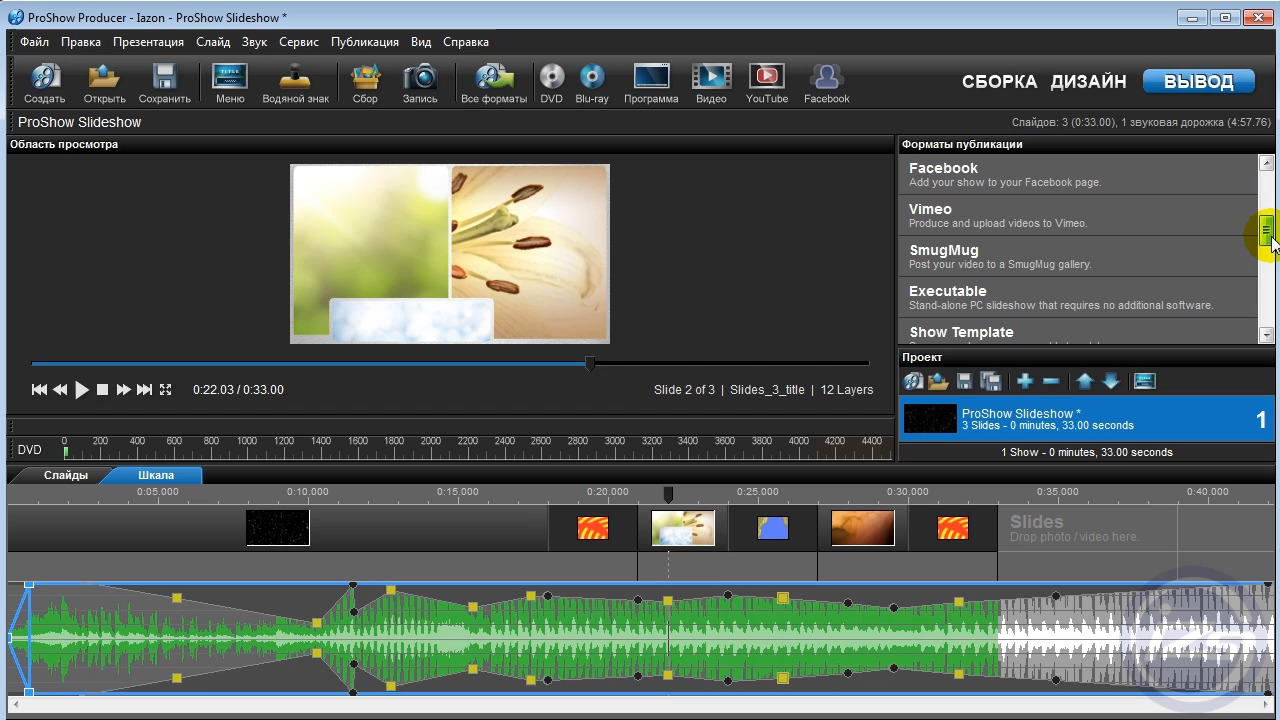 ProShow Producer - Iazon - ProShow Slideshow *
Файл Правка Презентация Слайд Звук Сервис Публикация Вид Справка
Создать Открыть Сохранить Меню Водяной знак Сбор Запись Все форматы DVD Blu-ray Программа Видео YouTube Facebook
СБОРКА ДИЗАЙН ВЫВОД
ProShow Slideshow
Слайдов: 3 (0:33.00), 1 звуковая дорожка (4:57.76)
Область просмотра
Форматы публикации
Facebook
Add your show to your Facebook page.
Vimeo
Produce and upload videos to Vimeo.
SmugMug
Post your video to a SmugMug gallery.
Executable
Stand-alone PC slideshow that requires no additional software.
Show Template
0:22.03 / 0:33.00
Slide 2 of 3 | Slides_3_title | 12 Layers
Проект
ProShow Slideshow *
3 Slides - 0 minutes, 33.00 seconds
1
1 Show - 0 minutes, 33.00 seconds
DVD 0 200 400 600 800 1000 1200 1400 1600 1800 2000 2200 2400 2600 2800 3000 3200 3400 3600 3800 4000 4200 4400
Слайды Шкала
0:05.000 0:10.000 0:15.000 0:20.000 0:25.000 0:30.000 0:35.000 0:40.000
Slides
Drop photo / video here.